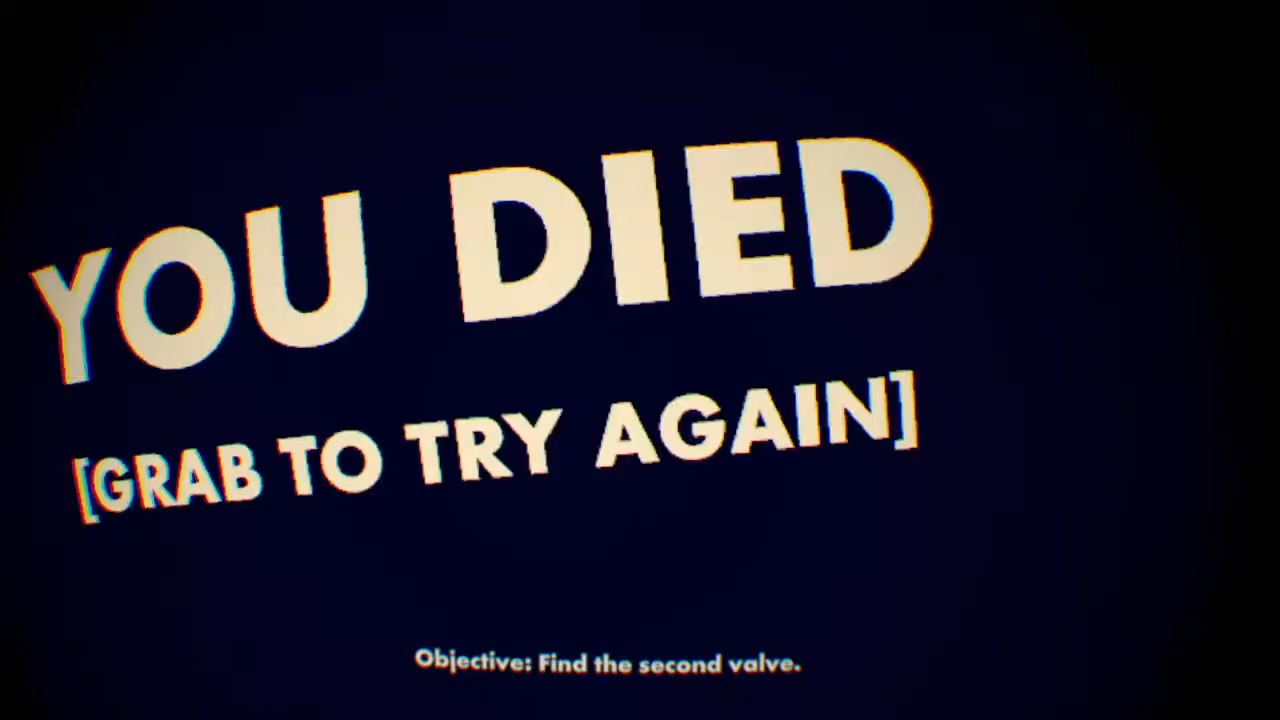 YOU DIED
[GRAB TO TRY AGAIN]
Objective: Find the second valve.